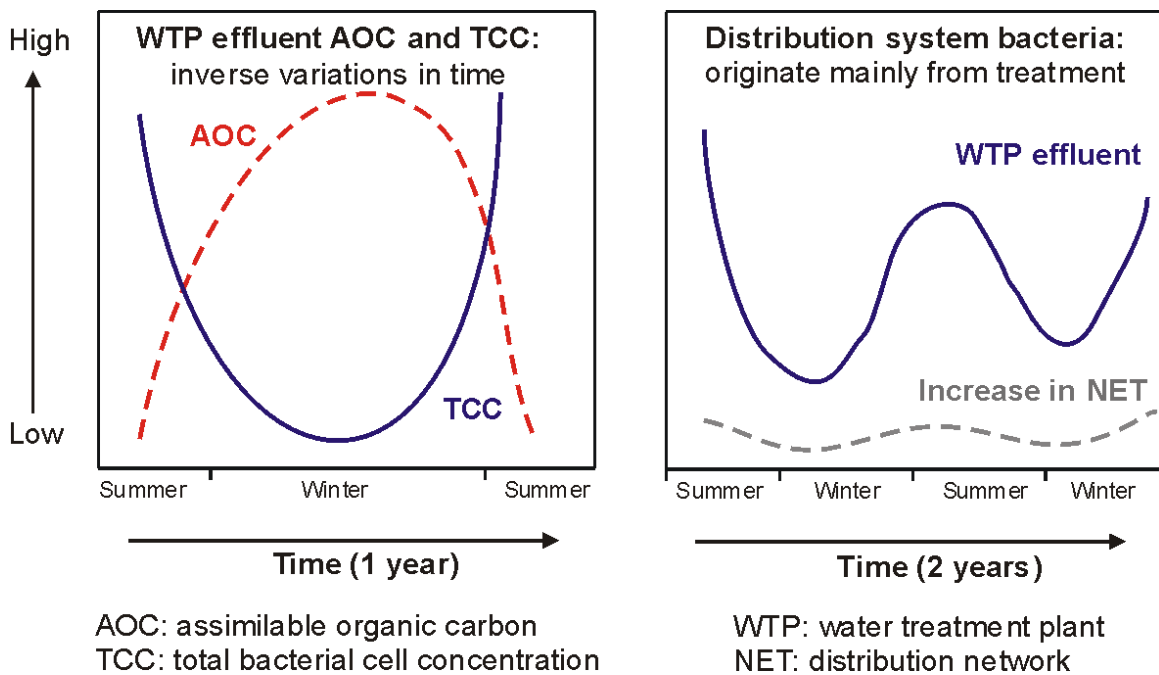 High
Low
WTP effluent AOC and TCC:
inverse variations in time
AOC
TCC
Summer
Winter
Summer
Time (1 year)
AOC: assimilable organic carbon
TCC: total bacterial cell concentration
Distribution system bacteria:
originate mainly from treatment
WTP effluent
Increase in NET
Summer
Winter
Summer
Winter
Time (2 years)
WTP: water treatment plant
NET: distribution network